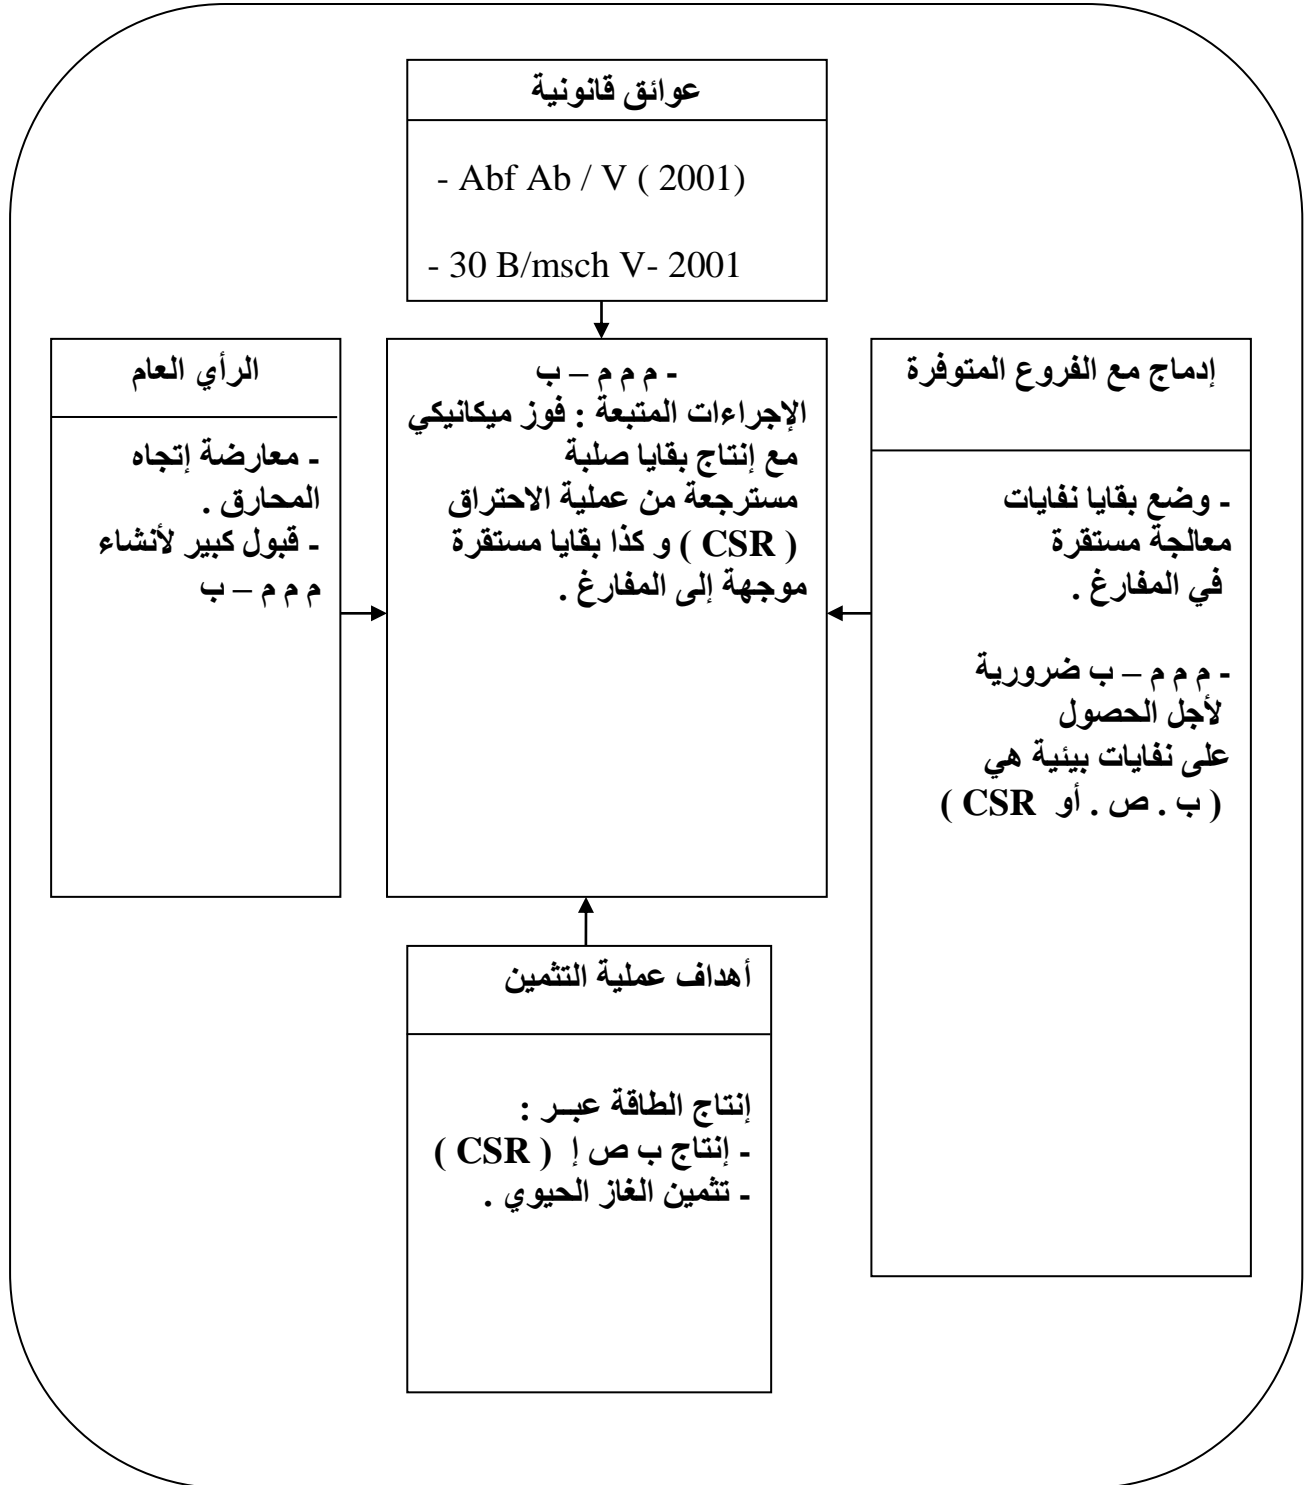 عوائق قانونية
- Abf Ab / V ( 2001)
- 30 B/msch V- 2001
إدماج مع الفروع المتوفرة
- وضع بقايا نفايات
معالجة مستقرة
في المفارغ .
- م م م – ب ضرورية
لأجل الحصول
على نفايات بيئية هي
( ب . ص . أو CSR )
- م م م – ب
الإجراءات المتبعة : فوز ميكانيكي
مع إنتاج بقايا صلبة
مسترجعة من عملية الاحتراق
( CSR ) و كذا بقايا مستقرة
موجهة إلى المفارغ .
الرأي العام
- معارضة إتجاه
المحارق .
- قبول كبير لأنشاء
م م م – ب
أهداف عملية التثمين
إنتاج الطاقة عبـــر :
- إنتاج ب ص إ ( CSR )
- تثمين الغاز الحيوي .